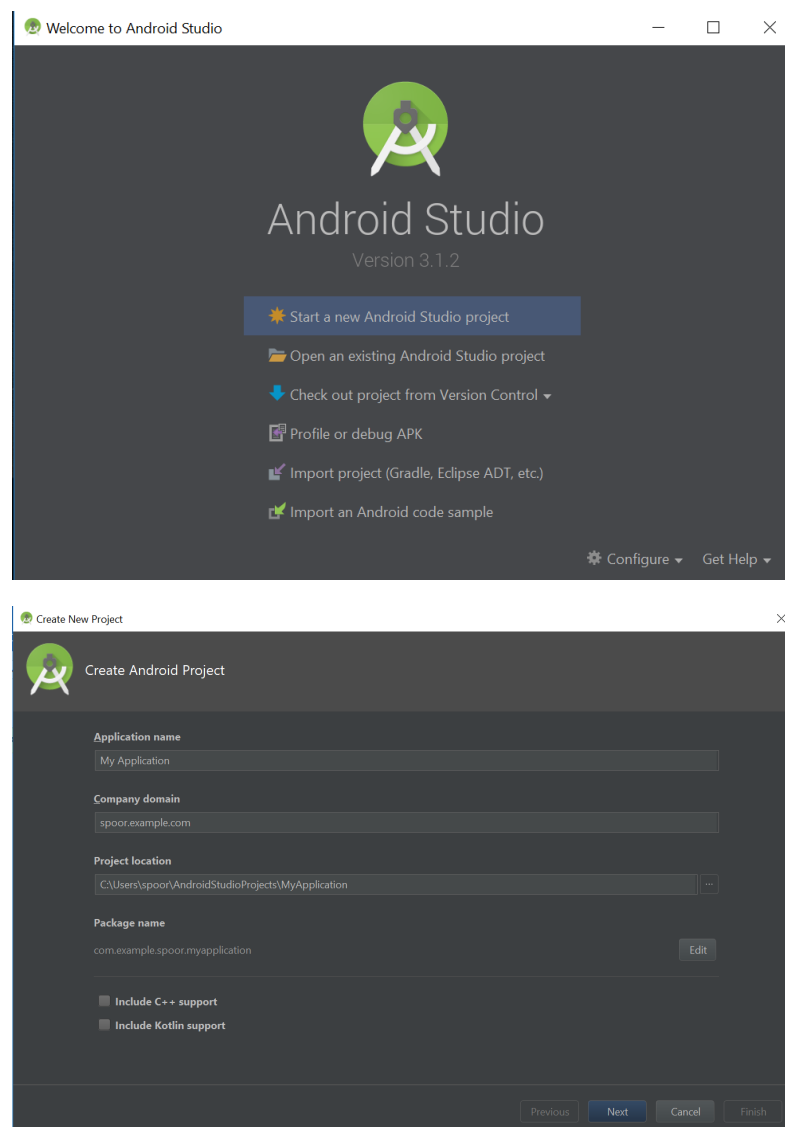 Welcome to Android Studio
Android Studio
Version 3.1.2
Start a new Android Studio project
Open an existing Android Studio project
Check out project from Version Control
Profile or debug APK
Import project (Gradle, Eclipse ADT, etc.)
Import an Android code sample
Configure Get Help
Create New Project
Create Android Project
Application name
My Application
Company domain
spoor.example.com
Project location
C:\Users\spoor\AndroidStudioProjects\MyApplication
...
Package name
com.example.spoor.myapplication
Edit
Include C++ support
Include Kotlin support
Previous Next Cancel Finish